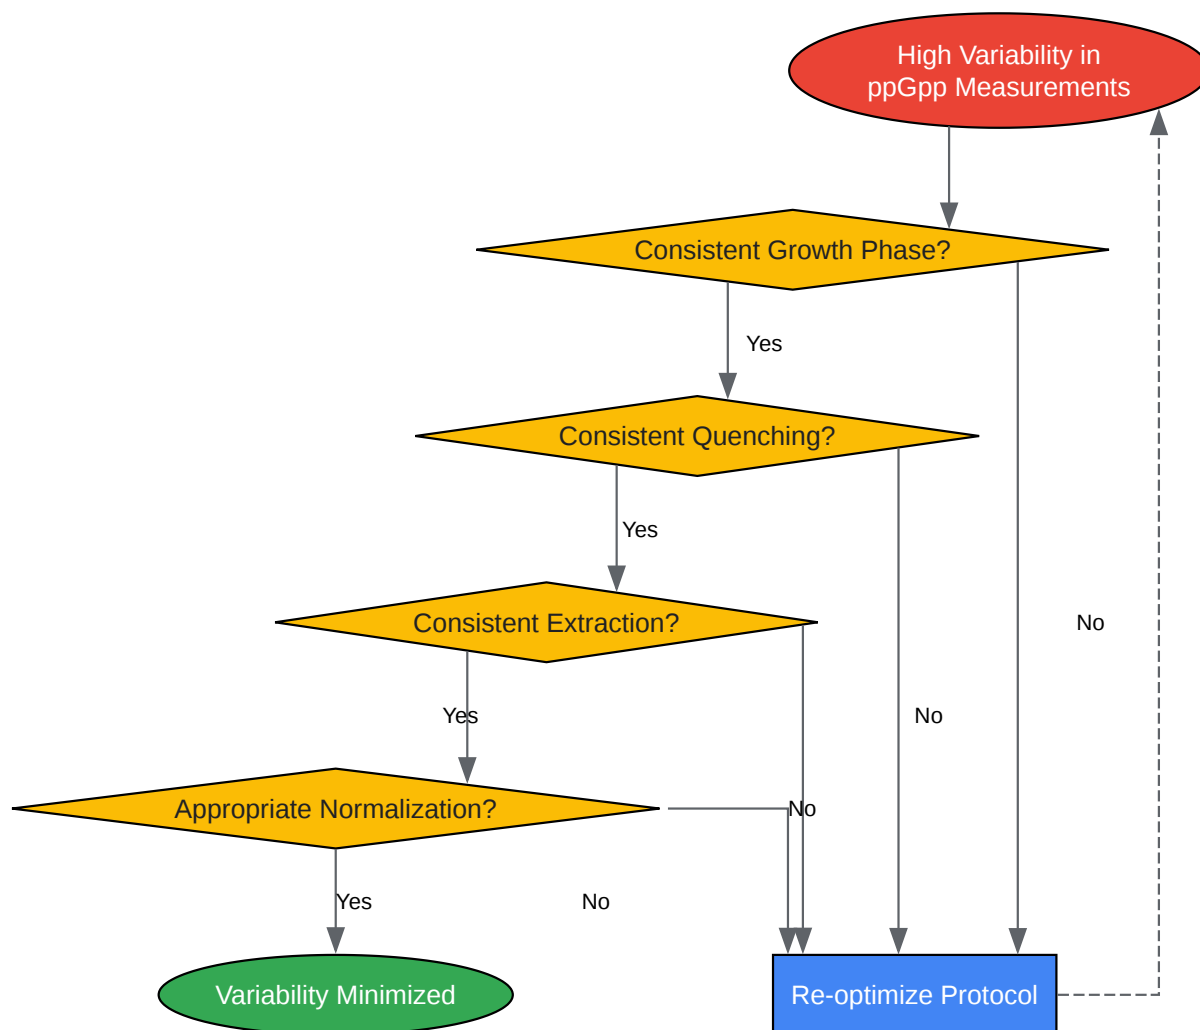 High Variability in
ppGpp Measurements
Consistent Growth Phase?
Yes
Consistent Quenching?
Yes
Consistent Extraction?
No
Yes
No
Appropriate Normalization?
No
Yes
No
Variability Minimized
Re-optimize Protocol